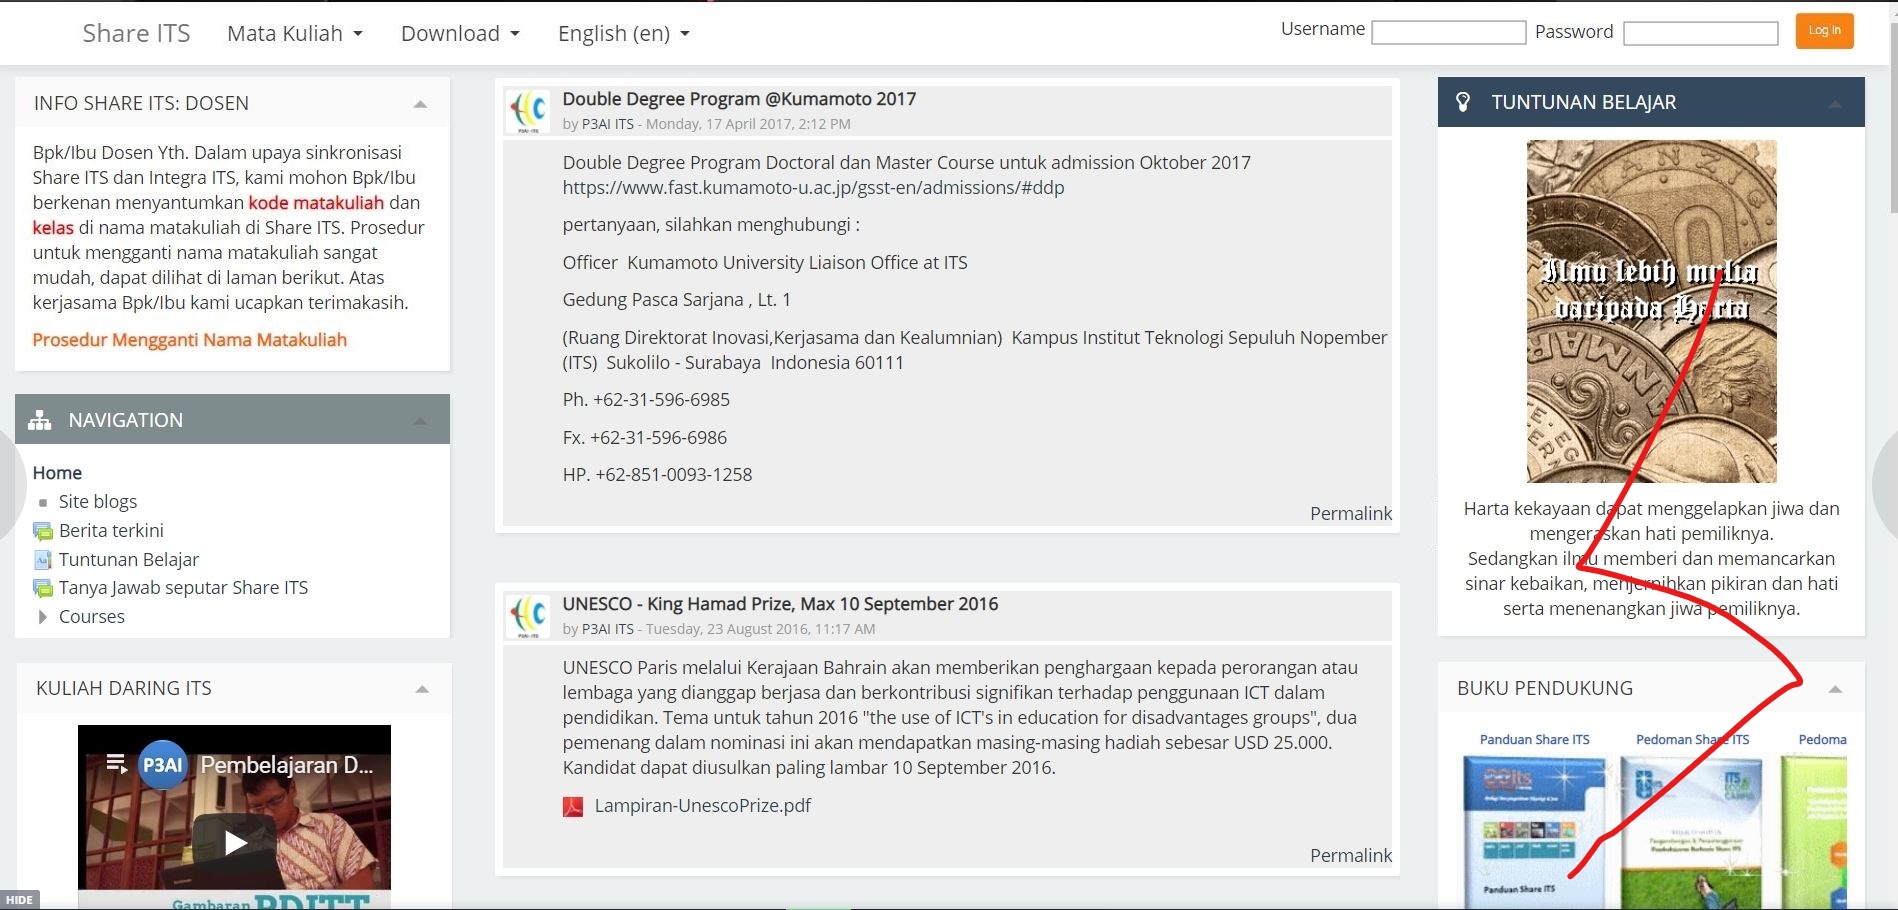 Share ITS
Mata Kuliah
Download
English (en)
Username
Password
Log in
INFO SHARE ITS: DOSEN
Bpk/Ibu Dosen Yth. Dalam upaya sinkronisasi
Share ITS dan Integra ITS, kami mohon Bpk/Ibu
berkenan menyantumkan kode matakuliah dan
kelas di nama matakuliah di Share ITS. Prosedur
untuk mengganti nama matakuliah sangat
mudah, dapat dilihat di laman berikut. Atas
kerjasama Bpk/Ibu kami ucapkan terimakasih.
Prosedur Mengganti Nama Matakuliah
NAVIGATION
Home
Site blogs
Berita terkini
Tuntunan Belajar
Tanya Jawab seputar Share ITS
Courses
KULIAH DARING ITS
P3AI Pembelajaran D...
Gambaran PDITT
HIDE
Double Degree Program @Kumamoto 2017
by P3AI ITS - Monday, 17 April 2017, 2:12 PM
Double Degree Program Doctoral dan Master Course untuk admission Oktober 2017
https://www.fast.kumamoto-u.ac.jp/gsst-en/admissions/#ddp
pertanyaan, silahkan menghubungi :
Officer  Kumamoto University Liaison Office at ITS
Gedung Pasca Sarjana , Lt. 1
(Ruang Direktorat Inovasi,Kerjasama dan Kealumnian)  Kampus Institut Teknologi Sepuluh Nopember
(ITS)  Sukolilo - Surabaya  Indonesia 60111
Ph. +62-31-596-6985
Fx. +62-31-596-6986
HP. +62-851-0093-1258
Permalink
UNESCO - King Hamad Prize, Max 10 September 2016
by P3AI ITS - Tuesday, 23 August 2016, 11:17 AM
UNESCO Paris melalui Kerajaan Bahrain akan memberikan penghargaan kepada perorangan atau
lembaga yang dianggap berjasa dan berkontribusi signifikan terhadap penggunaan ICT dalam
pendidikan. Tema untuk tahun 2016 "the use of ICT's in education for disadvantages groups", dua
pemenang dalam nominasi ini akan mendapatkan masing-masing hadiah sebesar USD 25.000.
Kandidat dapat diusulkan paling lambar 10 September 2016.
Lampiran-UnescoPrize.pdf
Permalink
TUNTUNAN BELAJAR
Ilmu lebih mulia
daripada Harta
Harta kekayaan dapat menggelapkan jiwa dan
mengeraskan hati pemiliknya.
Sedangkan ilmu memberi dan memancarkan
sinar kebaikan, menjernihkan pikiran dan hati
serta menenangkan jiwa pemiliknya.
BUKU PENDUKUNG
Panduan Share ITS
Pedoman Share ITS
Pedoma
Panduan Share ITS